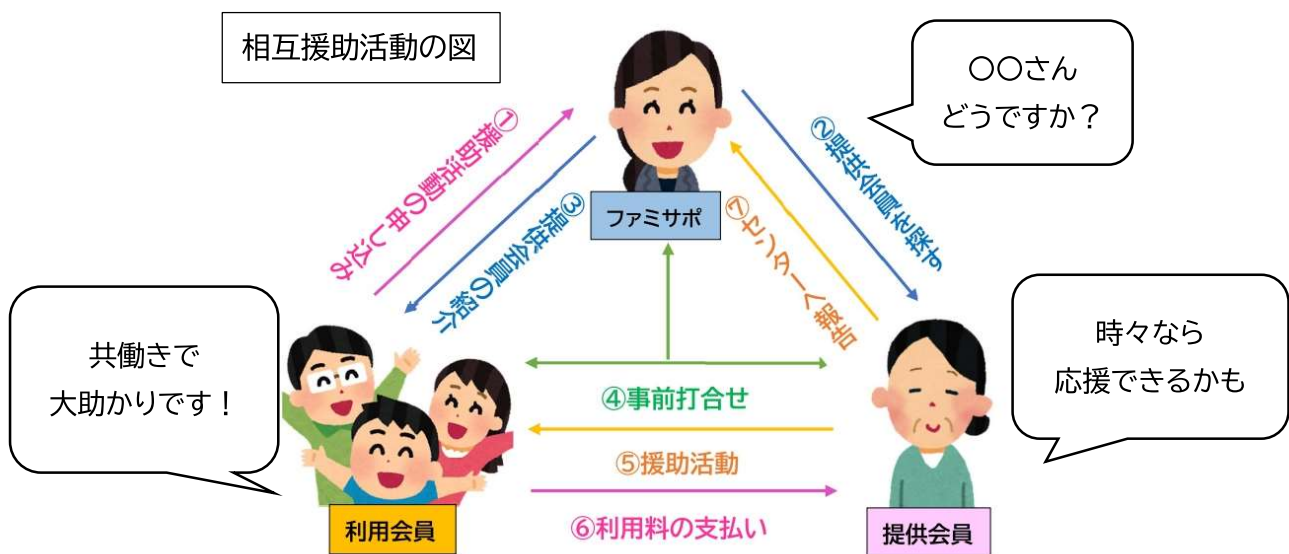 相互援助活動の図
〇〇さん
どうですか？
①援助活動の申し込み
②提供会員を探す
③提供会員の紹介
⑦センターへ報告
ファミサポ
共働きで
大助かりです！
時々なら
応援できるかも
④事前打合せ
⑤援助活動
⑥利用料の支払い
利用会員
提供会員